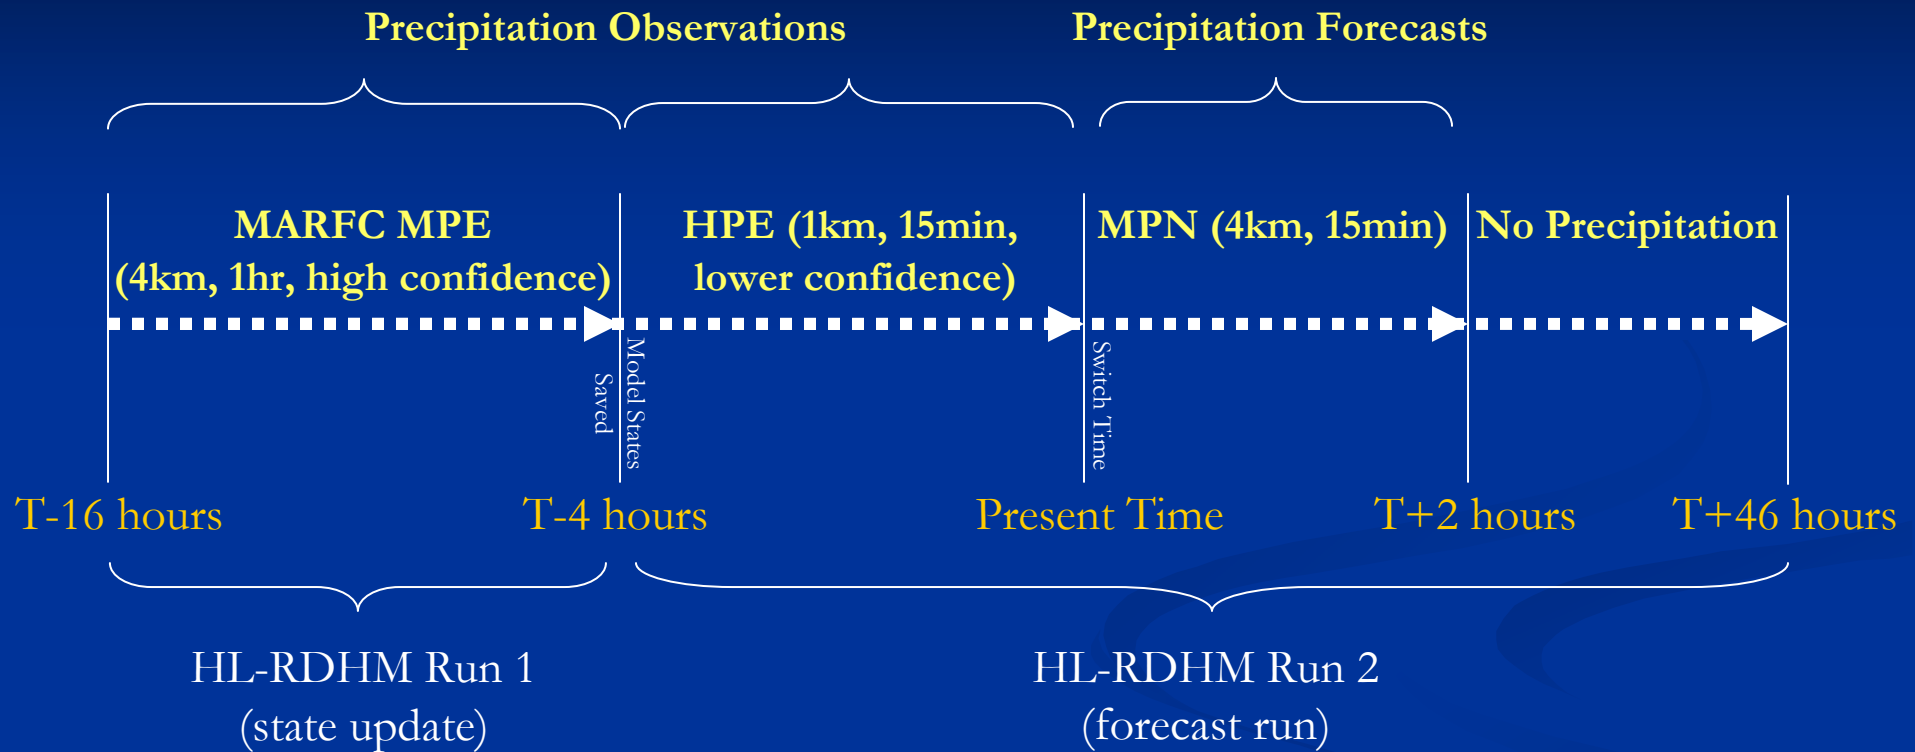 Precipitation Observations
Precipitation Forecasts
MARFC MPE
(4km, 1hr, high confidence)
HPE (1km, 15min,
lower confidence)
MPN (4km, 15min)
No Precipitation
Model States
Saved
Switch Time
T-16 hours
T-4 hours
Present Time
T+2 hours
T+46 hours
HL-RDHM Run 1
(state update)
HL-RDHM Run 2
(forecast run)